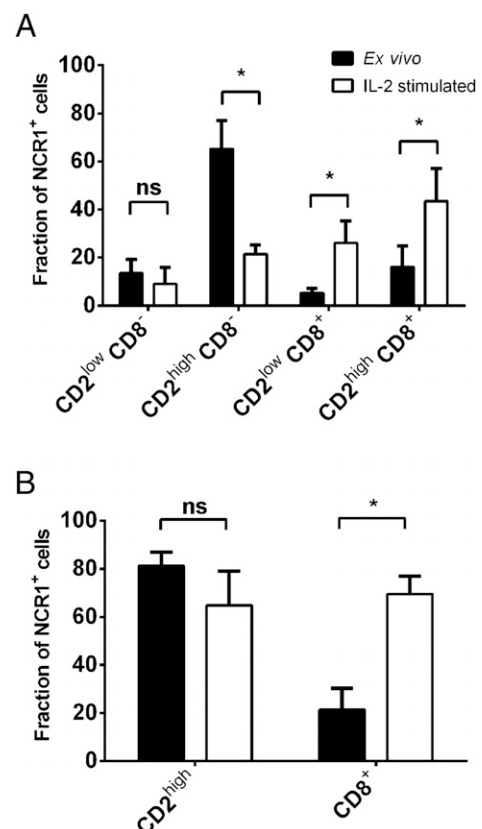 A
Ex vivo
IL-2 stimulated
Fraction of NCR1⁺ cells
100
80
60
40
20
0
ns
*
*
*
CD2ˡᵒʷ CD8⁻
CD2ʰⁱᵍʰ CD8⁻
CD2ˡᵒʷ CD8⁺
CD2ʰⁱᵍʰ CD8⁺
B
Fraction of NCR1⁺ cells
100
80
60
40
20
0
ns
*
CD2ʰⁱᵍʰ
CD8⁺